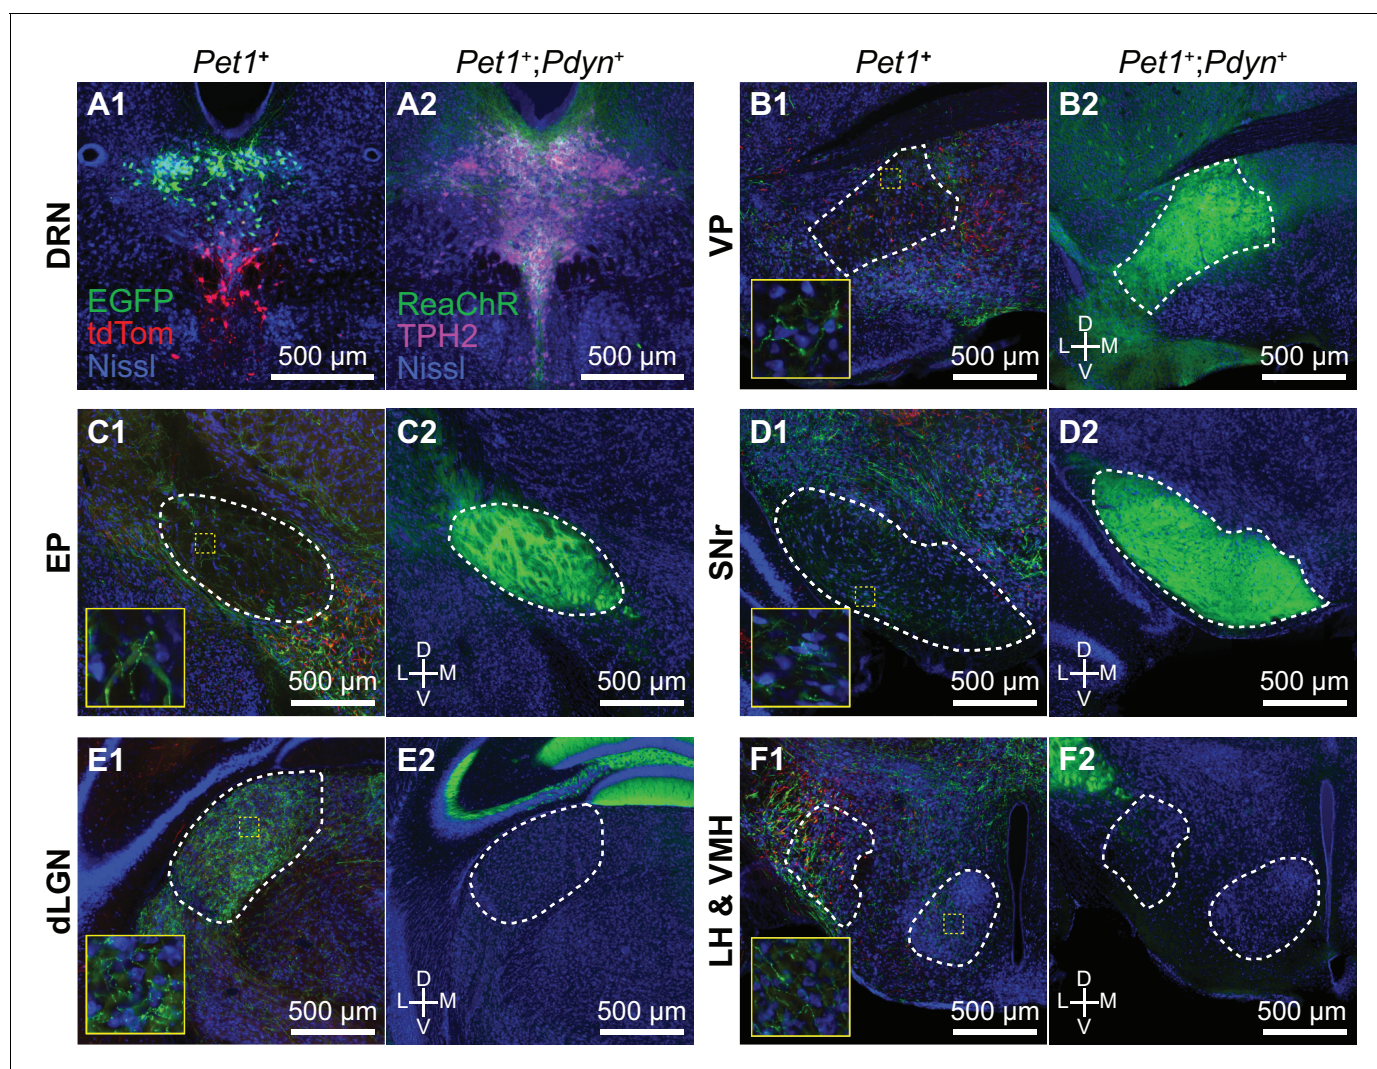 Pet1⁺
Pet1⁺;Pdyn⁺
Pet1⁺
Pet1⁺;Pdyn⁺
DRN
A1
EGFP
tdTom
Nissl
500 µm
A2
ReaChR
TPH2
Nissl
500 µm
VP
B1
500 µm
B2
D
L M
V
500 µm
EP
C1
500 µm
C2
D
L M
V
500 µm
SNr
D1
500 µm
D2
500 µm
dLGN
E1
500 µm
E2
D
L M
V
500 µm
LH & VMH
F1
500 µm
F2
D
L M
V
500 µm